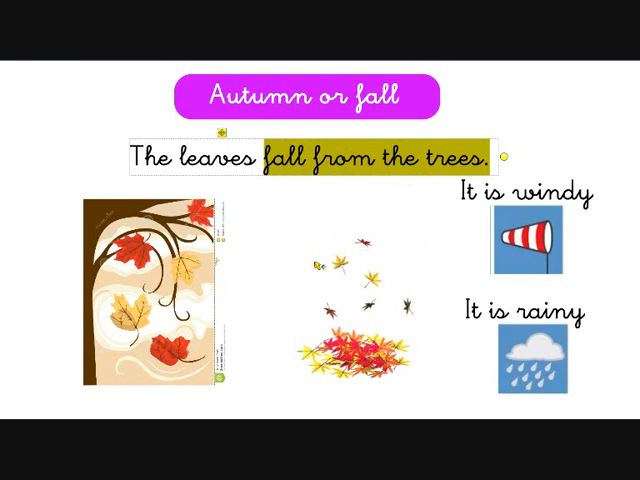 Autumn or fall
The leaves fall from the trees.
It is windy
It is rainy